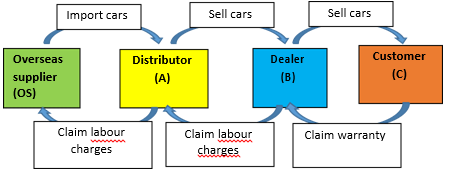 Import cars
Sell cars
Sell cars
Overseas
supplier
(OS)
Distributor
(A)
Dealer
(B)
Customer
(C)
Claim labour
charges
Claim labour
charges
Claim warranty